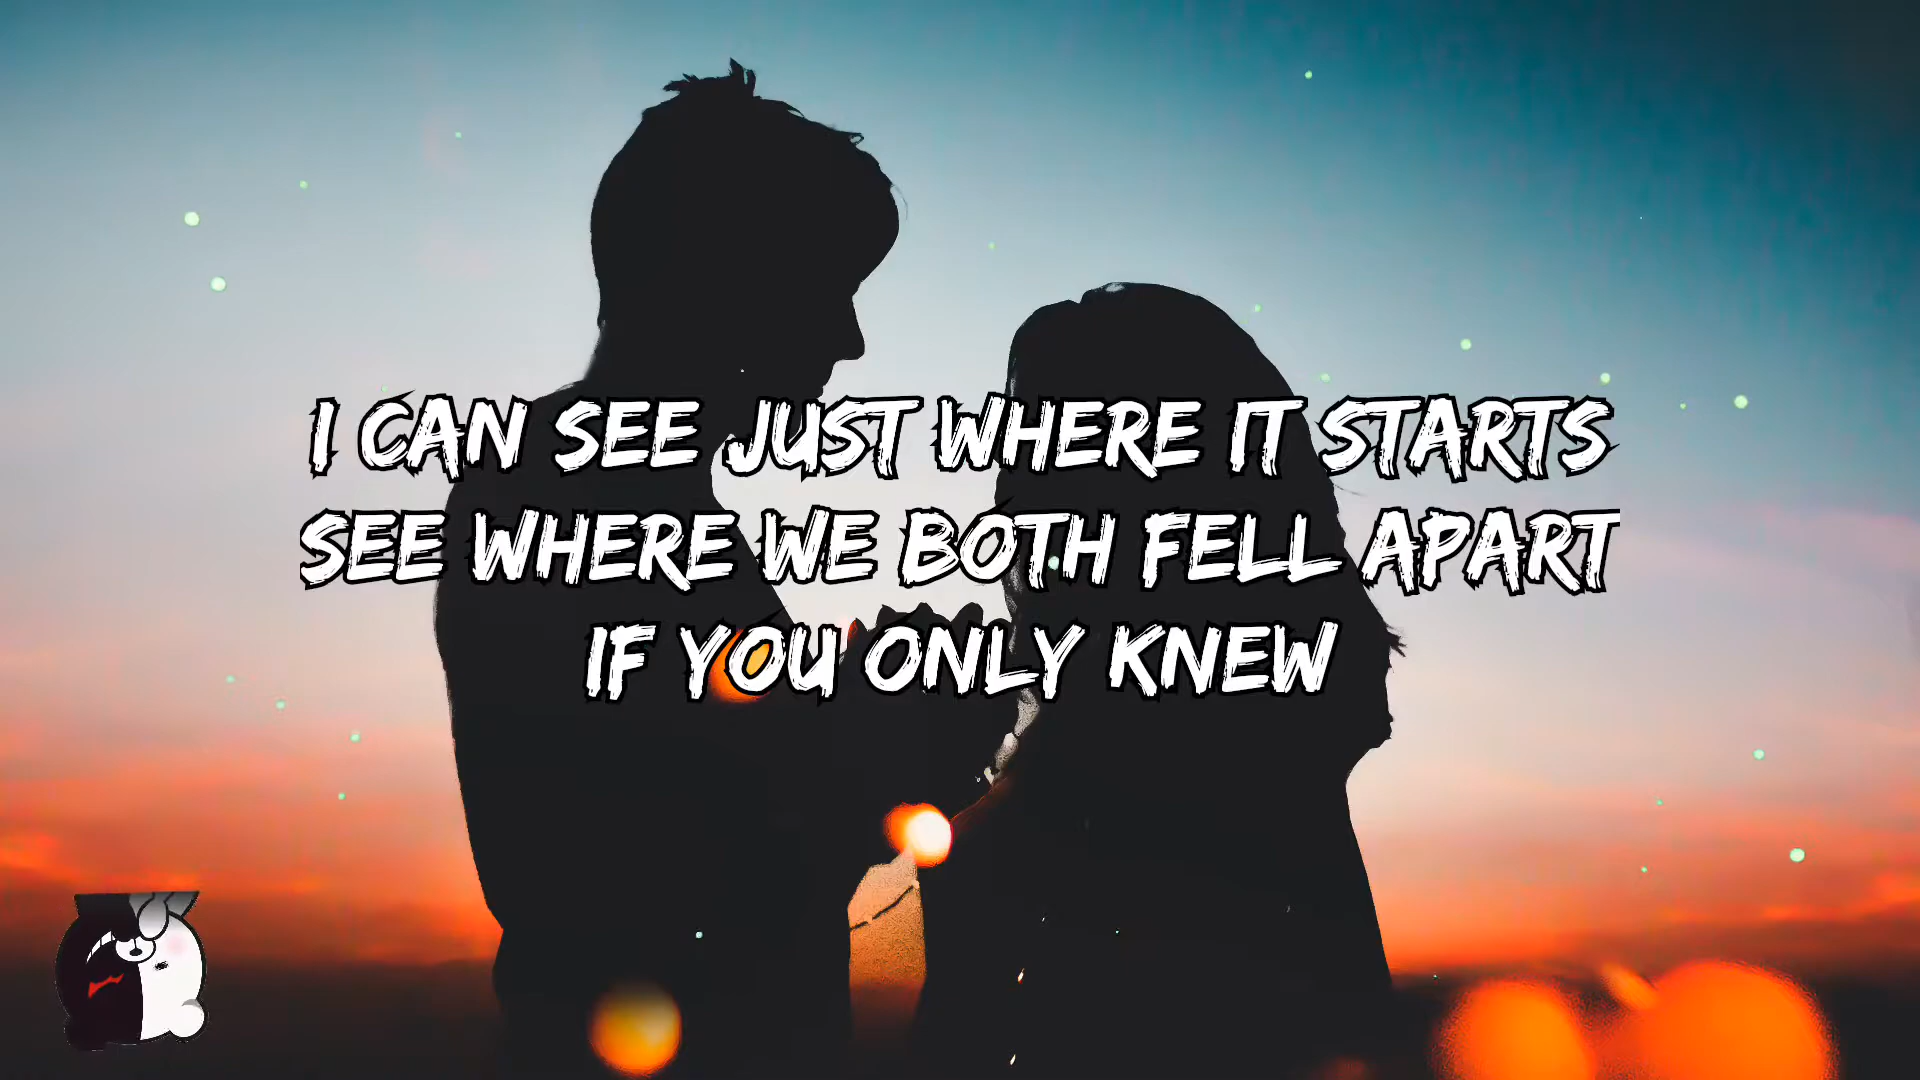 I CAN SEE JUST WHERE IT STARTS
SEE WHERE WE BOTH FELL APART
IF YOU ONLY KNEW